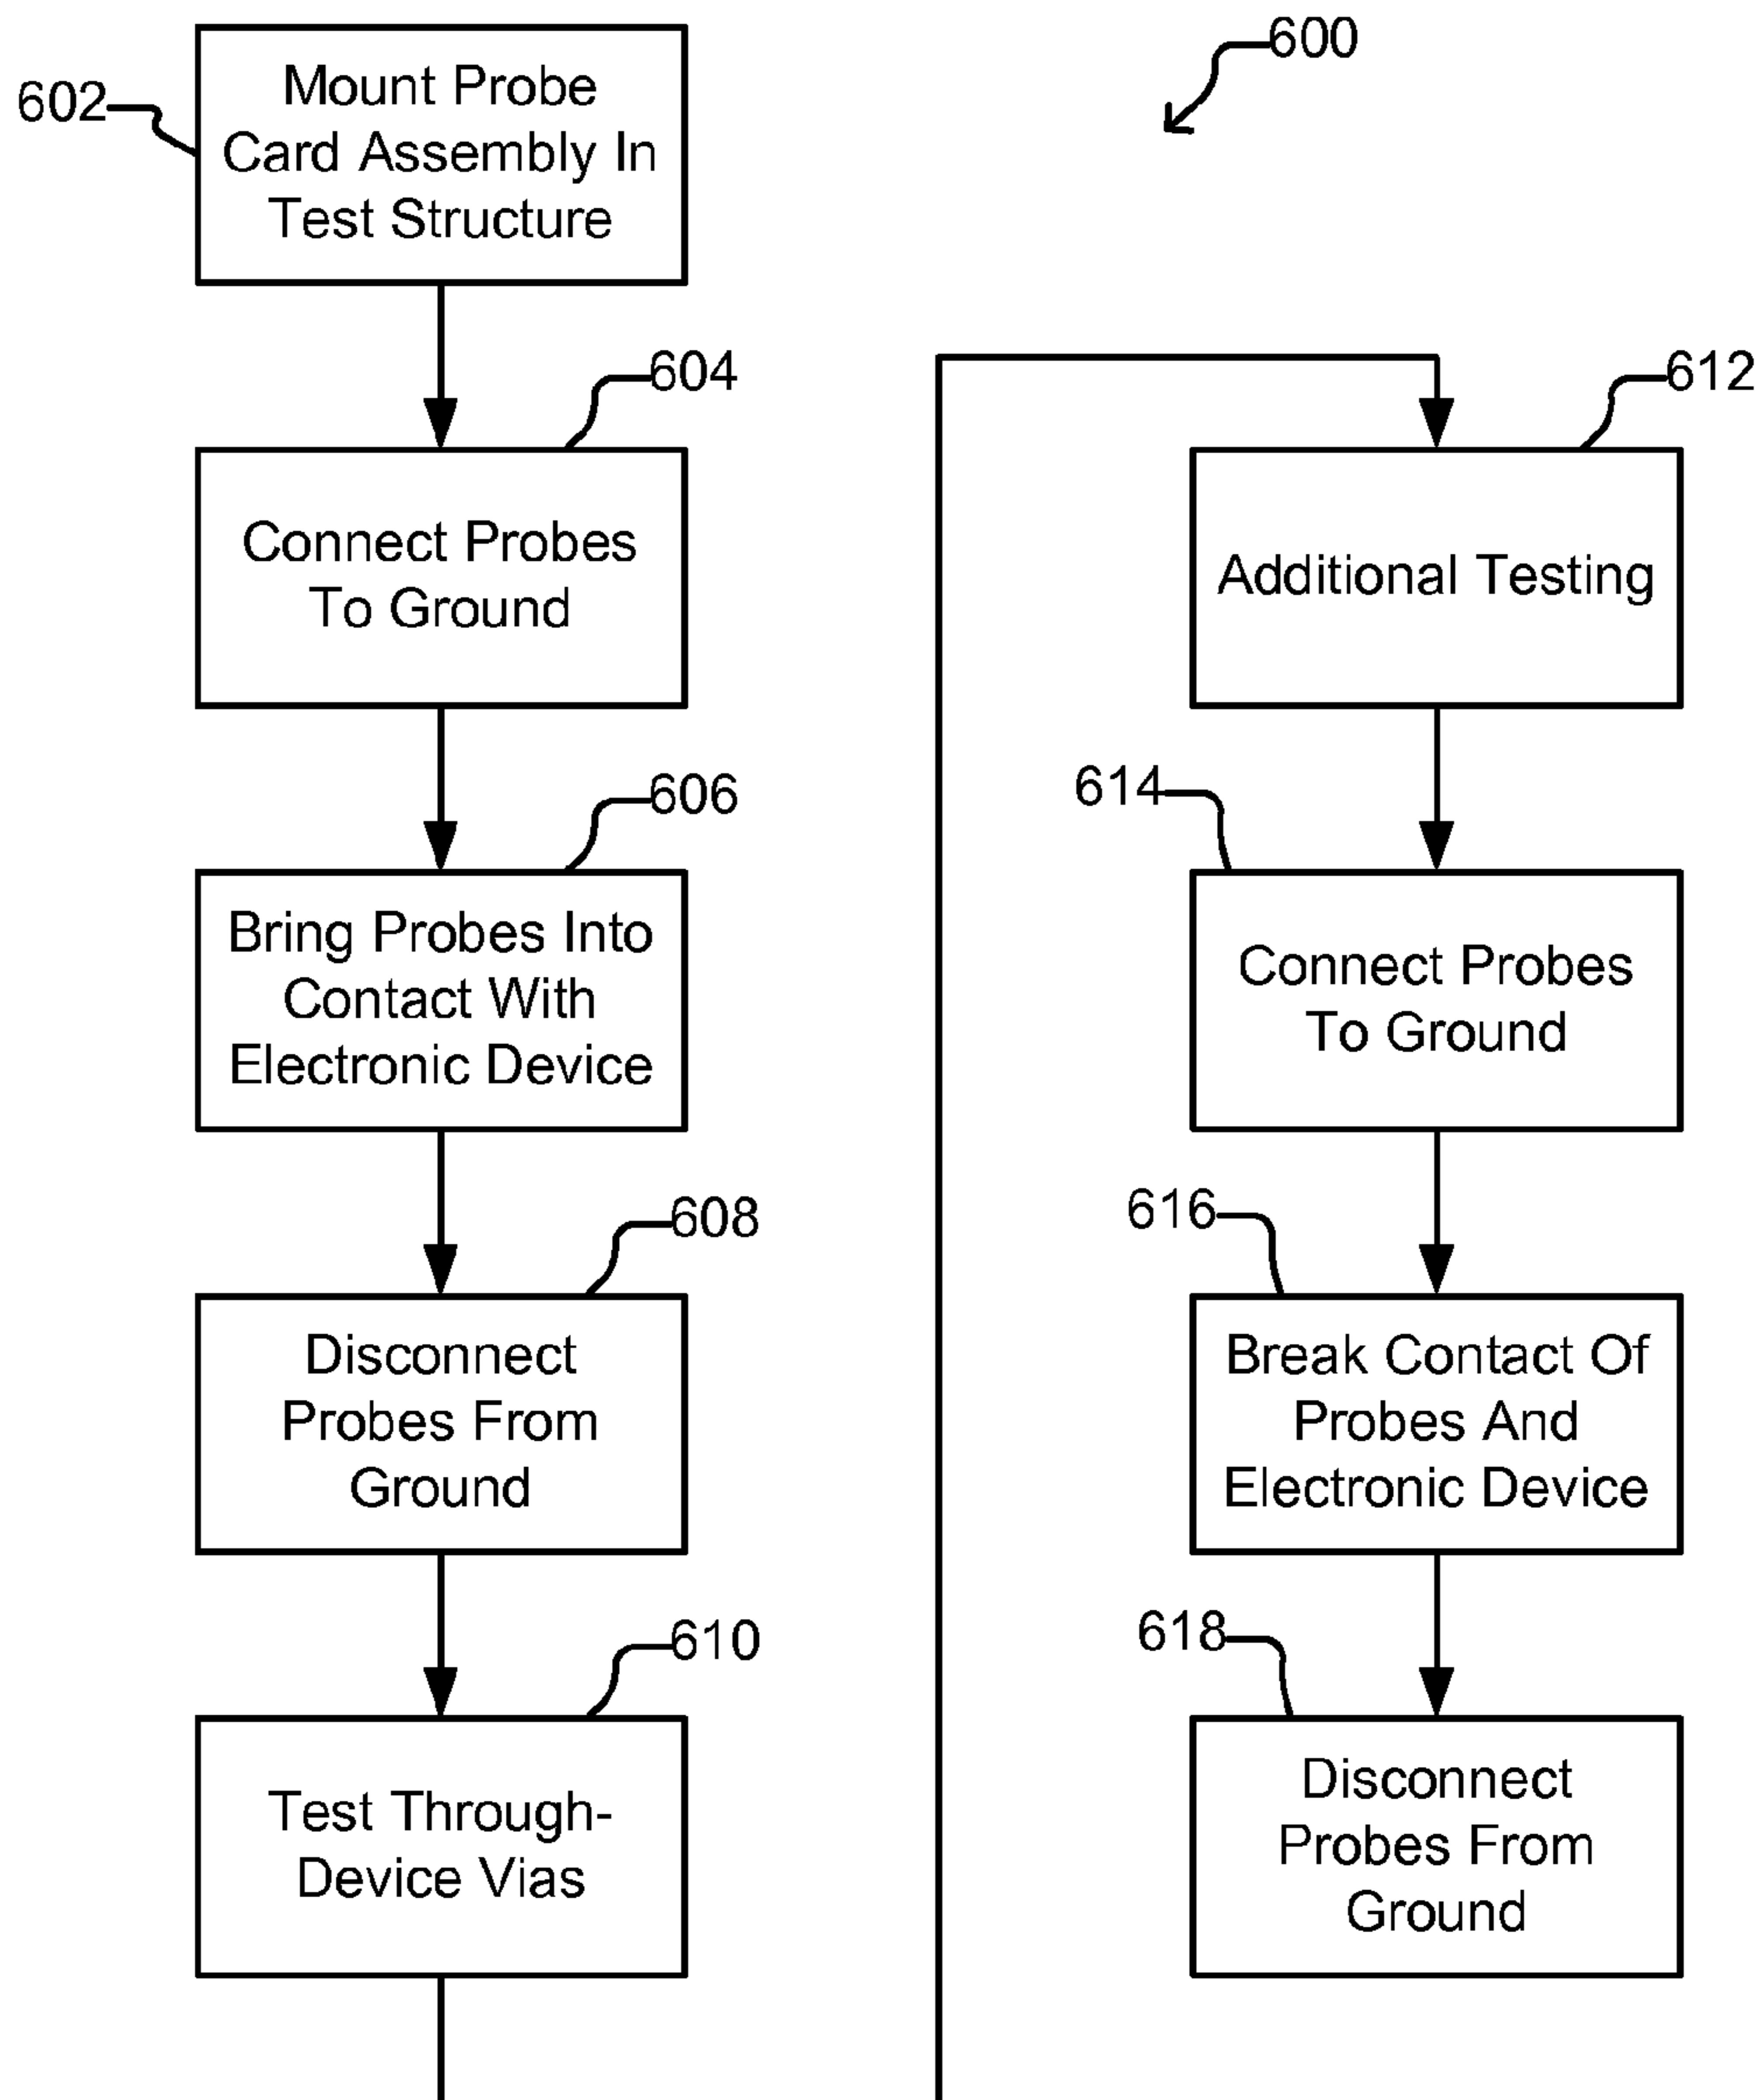 600
602
Mount Probe
Card Assembly In
Test Structure
604
Connect Probes
To Ground
606
Bring Probes Into
Contact With
Electronic Device
608
Disconnect
Probes From
Ground
610
Test Through-
Device Vias
612
Additional Testing
614
Connect Probes
To Ground
616
Break Contact Of
Probes And
Electronic Device
618
Disconnect
Probes From
Ground